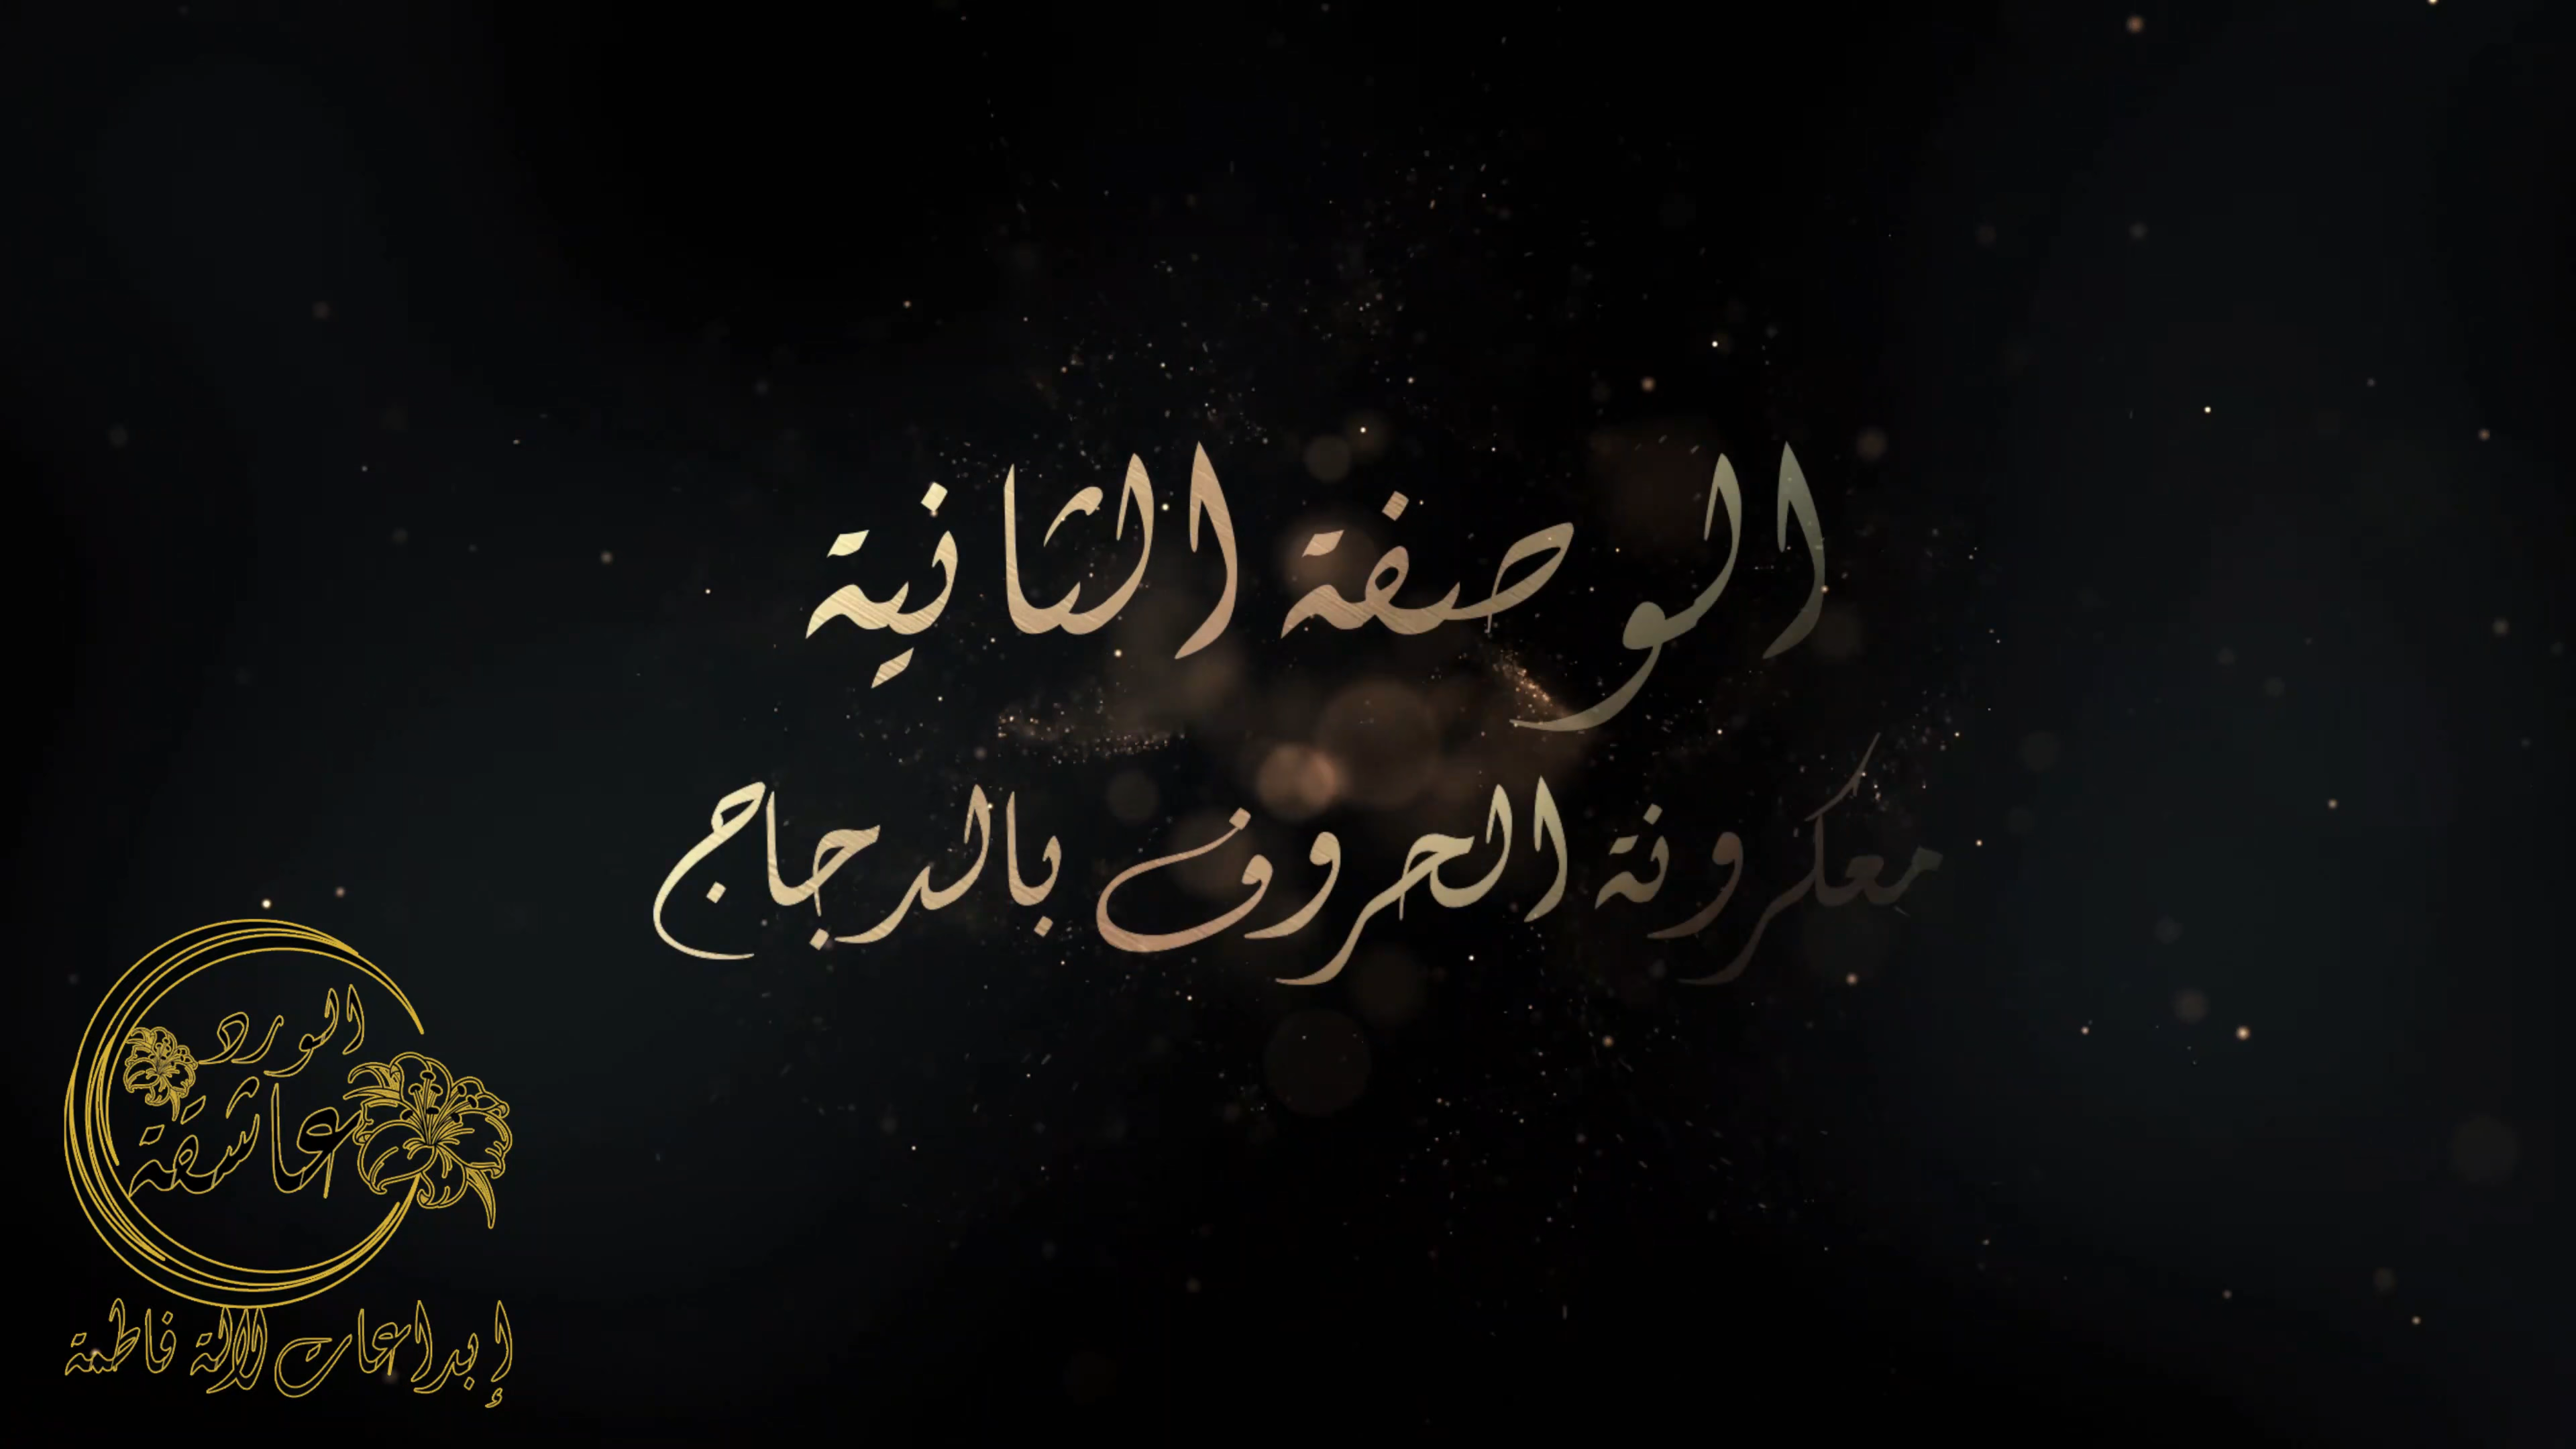 الوصفة الثانية
معكرونة الحروف بالدجاج
الورد
عاشقة
إبداعات لالة فاطمة